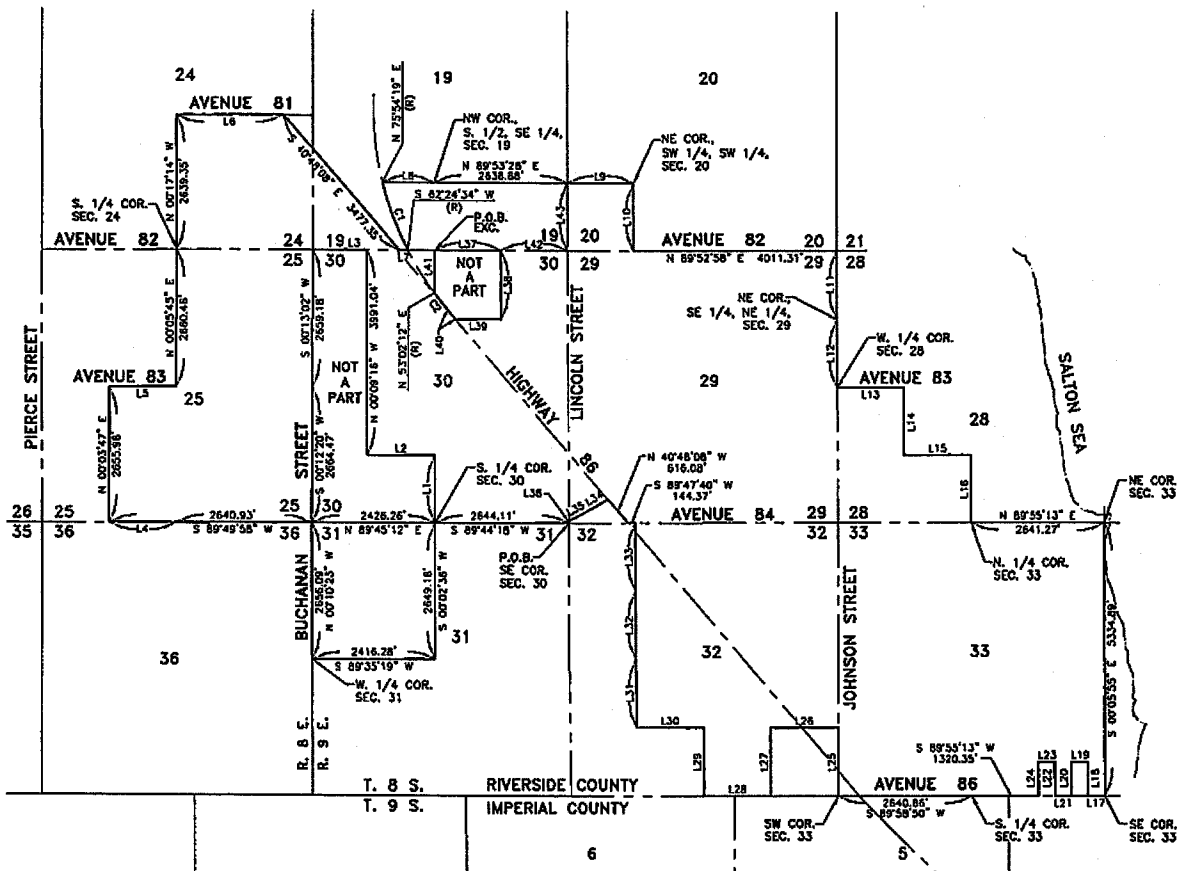 24
19
20
AVENUE 81
L6
N 75°54'19" E
(R)
NW COR.,
S. 1/2, SE 1/4,
SEC. 19
NE COR.,
SW 1/4, SW 1/4,
SEC. 20
N 00°17'14" W
2639.35'
S 40°48'08" E
3477.35'
L8
N 89°53'28" E
2638.88'
L9
S 82°24'34" W
(R)
C1
L43
L10
S. 1/4 COR.
SEC. 24
P.O.B.
EXC.
AVENUE 82
24
19
L3
L7
L37
L42
19
20
AVENUE 82
20
21
25
30
30
29
N 89°52'58" E 4011.31'
29
28
NOT
A
PART
L41
L38
L39
L40
C2
N 53°02'12" E
(R)
L11
NE COR.,
SE 1/4, NE 1/4,
SEC. 29
L12
W. 1/4 COR.
SEC. 28
PIERCE STREET
N 00°05'45" E
2680.46'
S 00°13'02" W
2659.18'
3991.04'
N 00°09'16" W
NOT
A
PART
30
HIGHWAY
86
LINCOLN STREET
29
SALTON SEA
AVENUE 83
L5
25
AVENUE 83
L13
L14
28
L15
L16
N 00°03'47" E
2655.98'
STREET
S 00°12'20" W
2664.47'
L2
L1
S. 1/4 COR.
SEC. 30
L36
L35
L34
N 40°48'08" W
616.08'
S 89°47'40" W
144.37'
NE COR.
SEC. 33
26
25
L4
2640.93'
25
30
2426.26'
2644.11'
AVENUE 84
29
28
N 89°55'13" E
2641.27'
35
36
S 89°49'58" W
36
31
N 89°45'12" E
S 89°44'18" W
31
32
32
33
P.O.B.
SE COR.
SEC. 30
N. 1/4 COR.
SEC. 33
BUCHANAN
2656.09'
N 00°10'23" W
2649.18'
S 00°02'38" W
L33
L32
L31
JOHNSON STREET
S 00°05'55" E 5334.89'
36
2416.28'
S 89°35'19" W
31
32
33
W. 1/4 COR.
SEC. 31
R. 8 E.
R. 9 E.
L30
L29
L26
L27
L25
S 89°55'13" W
1320.35'
L23
L19
L24
L22
L20
L18
T. 8 S.
RIVERSIDE COUNTY
L28
AVENUE 86
L21
L17
T. 9 S.
IMPERIAL COUNTY
2640.86'
S 89°58'50" W
SW COR.
SEC. 33
S. 1/4 COR.
SEC. 33
SE COR.
SEC. 33
6
5